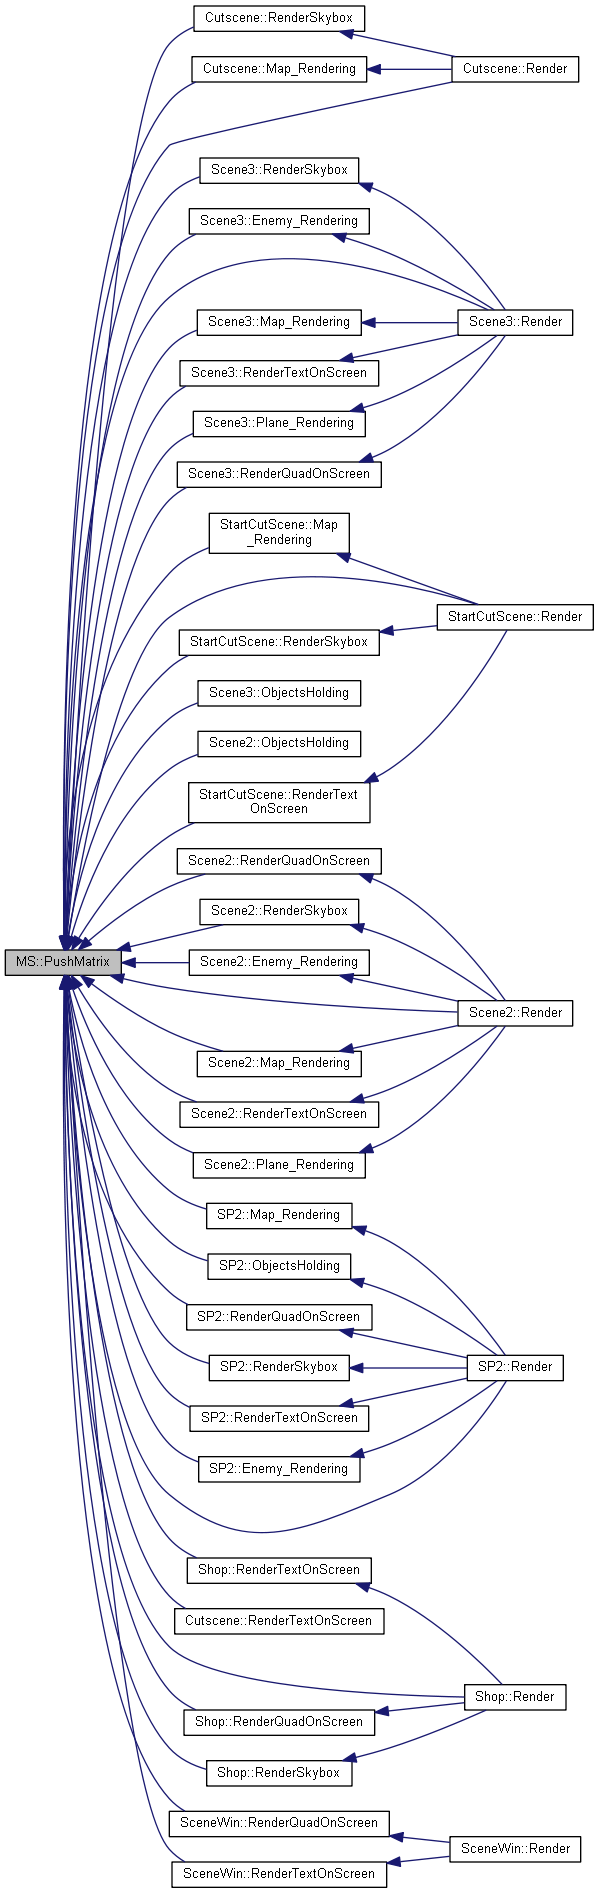 Cutscene::RenderSkybox
Cutscene::Map_Rendering
Cutscene::Render
Scene3::RenderSkybox
Scene3::Enemy_Rendering
Scene3::Map_Rendering
Scene3::Render
Scene3::RenderTextOnScreen
Scene3::Plane_Rendering
Scene3::RenderQuadOnScreen
StartCutScene::Map
_Rendering
StartCutScene::Render
StartCutScene::RenderSkybox
Scene3::ObjectsHolding
Scene2::ObjectsHolding
StartCutScene::RenderText
OnScreen
Scene2::RenderQuadOnScreen
Scene2::RenderSkybox
MS::PushMatrix
Scene2::Enemy_Rendering
Scene2::Render
Scene2::Map_Rendering
Scene2::RenderTextOnScreen
Scene2::Plane_Rendering
SP2::Map_Rendering
SP2::ObjectsHolding
SP2::RenderQuadOnScreen
SP2::RenderSkybox
SP2::Render
SP2::RenderTextOnScreen
SP2::Enemy_Rendering
Shop::RenderTextOnScreen
Cutscene::RenderTextOnScreen
Shop::Render
Shop::RenderQuadOnScreen
Shop::RenderSkybox
SceneWin::RenderQuadOnScreen
SceneWin::Render
SceneWin::RenderTextOnScreen